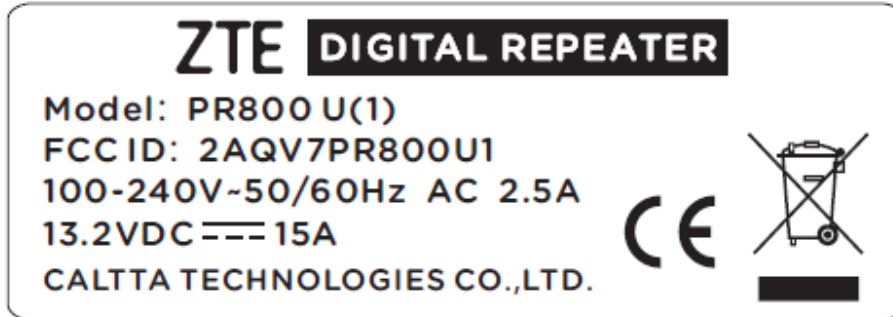 ZTE DIGITAL REPEATER
Model: PR800 U(1)
FCC ID: 2AQV7PR800U1
100-240V~50/60Hz AC 2.5A
13.2VDC ⎓ 15A
CALTTA TECHNOLOGIES CO.,LTD.
CE